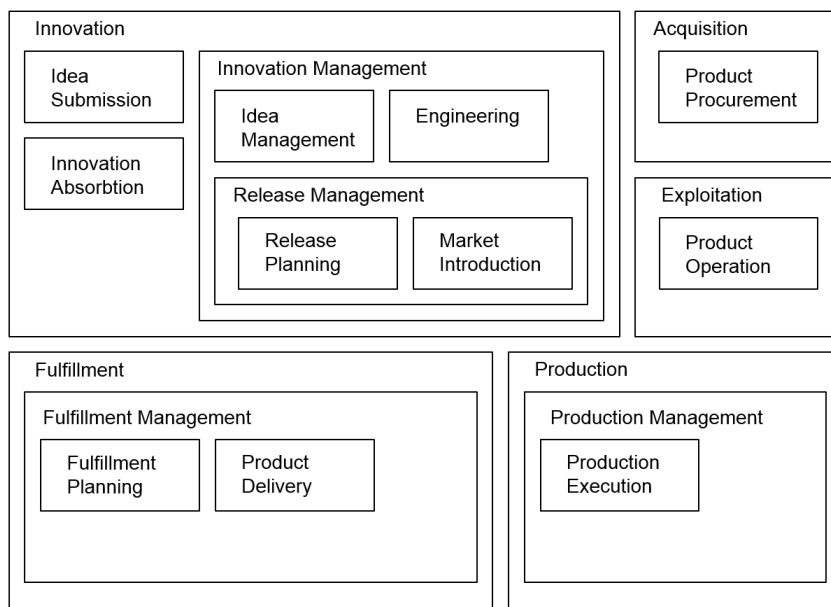 Innovation
Idea
Submission
Innovation
Absorbtion
Innovation Management
Idea
Management
Engineering
Release Management
Release
Planning
Market
Introduction
Acquisition
Product
Procurement
Exploitation
Product
Operation
Fulfillment
Fulfillment Management
Fulfillment
Planning
Product
Delivery
Production
Production Management
Production
Execution